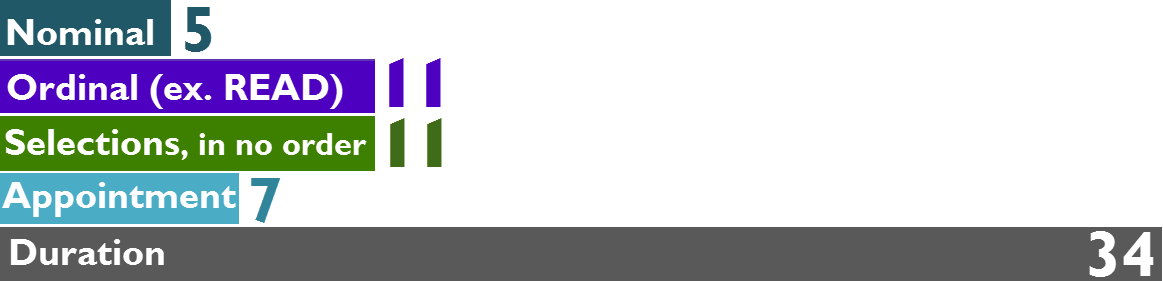 Nominal 5
Ordinal (ex. READ) 11
Selections, in no order 11
Appointment 7
Duration 34